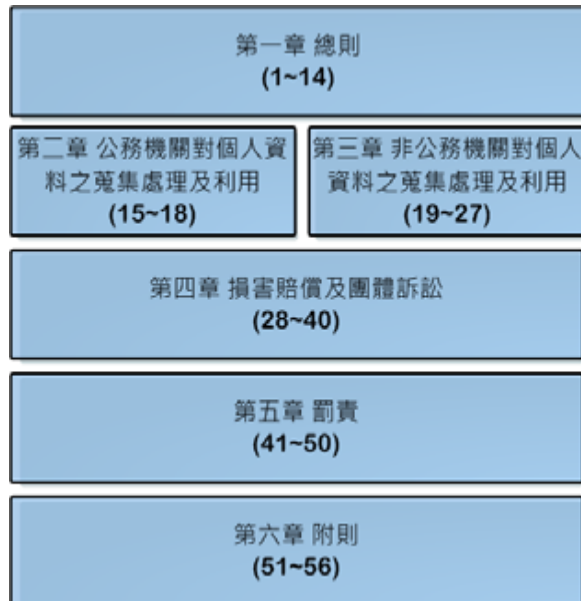 第一章 總則
(1~14)
第二章 公務機關對個人資
料之蒐集處理及利用
(15~18)
第三章 非公務機關對個人
資料之蒐集處理及利用
(19~27)
第四章 損害賠償及團體訴訟
(28~40)
第五章 罰責
(41~50)
第六章 附則
(51~56)